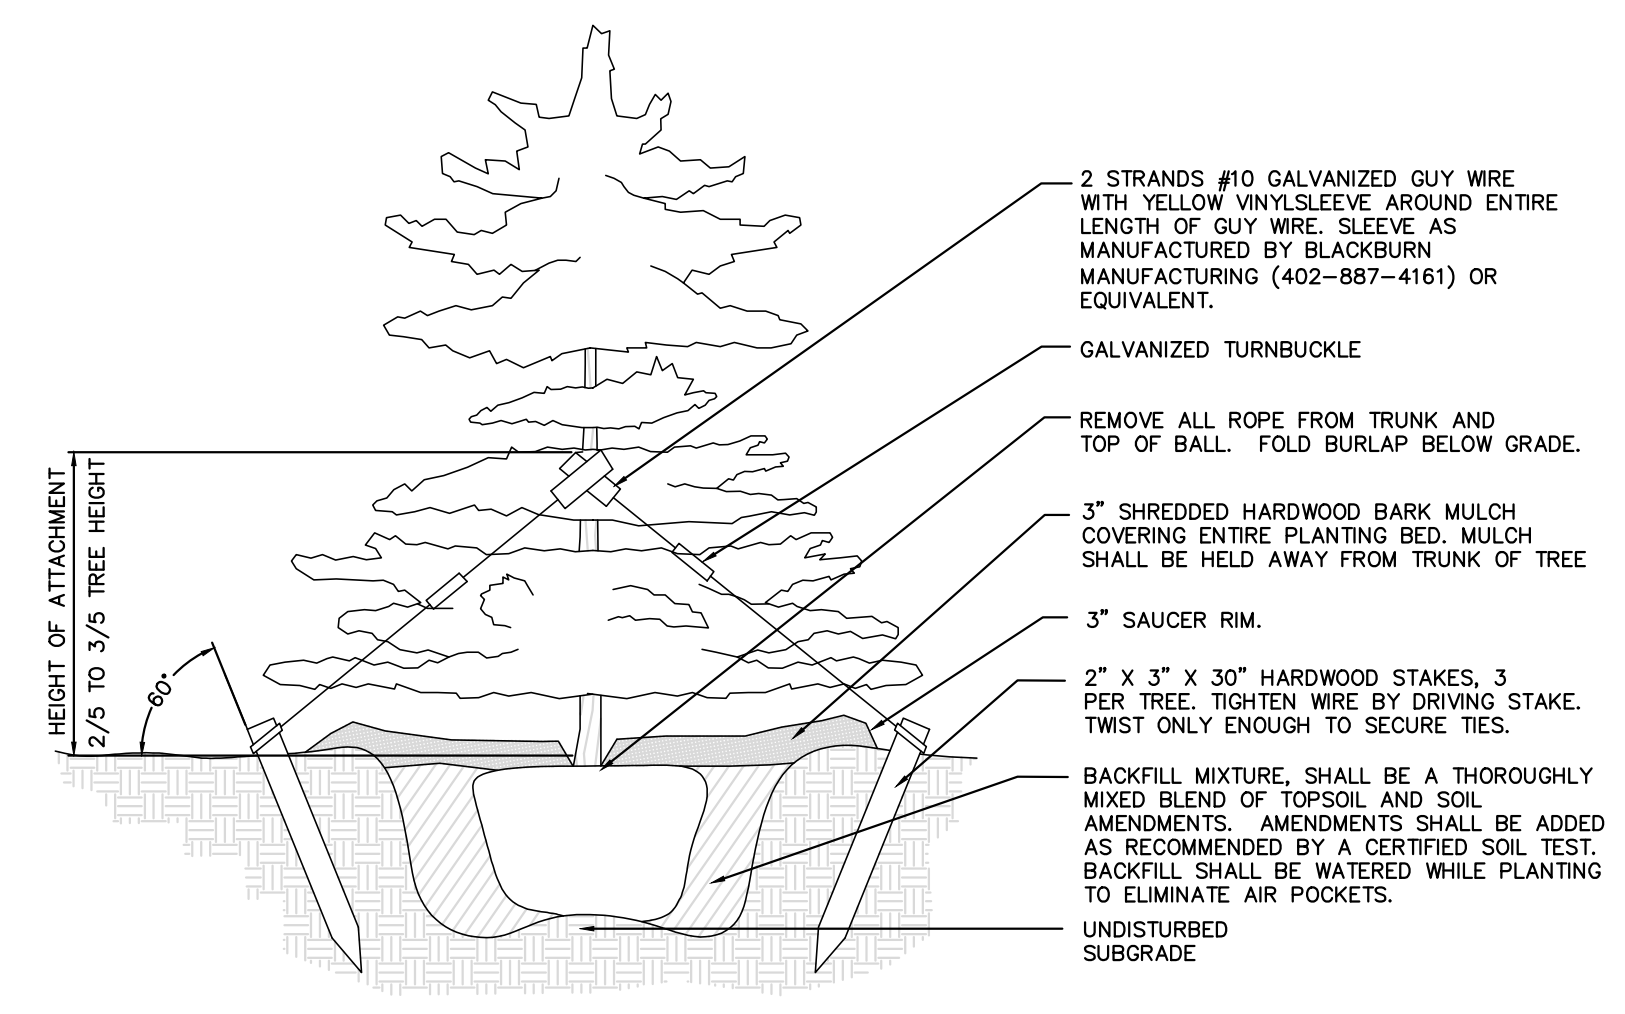 2 STRANDS #10 GALVANIZED GUY WIRE
WITH YELLOW VINYLSLEEVE AROUND ENTIRE
LENGTH OF GUY WIRE. SLEEVE AS
MANUFACTURED BY BLACKBURN
MANUFACTURING (402-887-4161) OR
EQUIVALENT.
GALVANIZED TURNBUCKLE
REMOVE ALL ROPE FROM TRUNK AND
TOP OF BALL. FOLD BURLAP BELOW GRADE.
3" SHREDDED HARDWOOD BARK MULCH
COVERING ENTIRE PLANTING BED. MULCH
SHALL BE HELD AWAY FROM TRUNK OF TREE
3" SAUCER RIM.
2" X 3" X 30" HARDWOOD STAKES, 3
PER TREE. TIGHTEN WIRE BY DRIVING STAKE.
TWIST ONLY ENOUGH TO SECURE TIES.
BACKFILL MIXTURE, SHALL BE A THOROUGHLY
MIXED BLEND OF TOPSOIL AND SOIL
AMENDMENTS. AMENDMENTS SHALL BE ADDED
AS RECOMMENDED BY A CERTIFIED SOIL TEST.
BACKFILL SHALL BE WATERED WHILE PLANTING
TO ELIMINATE AIR POCKETS.
UNDISTURBED
SUBGRADE
HEIGHT OF ATTACHMENT
2/5 TO 3/5 TREE HEIGHT
60°